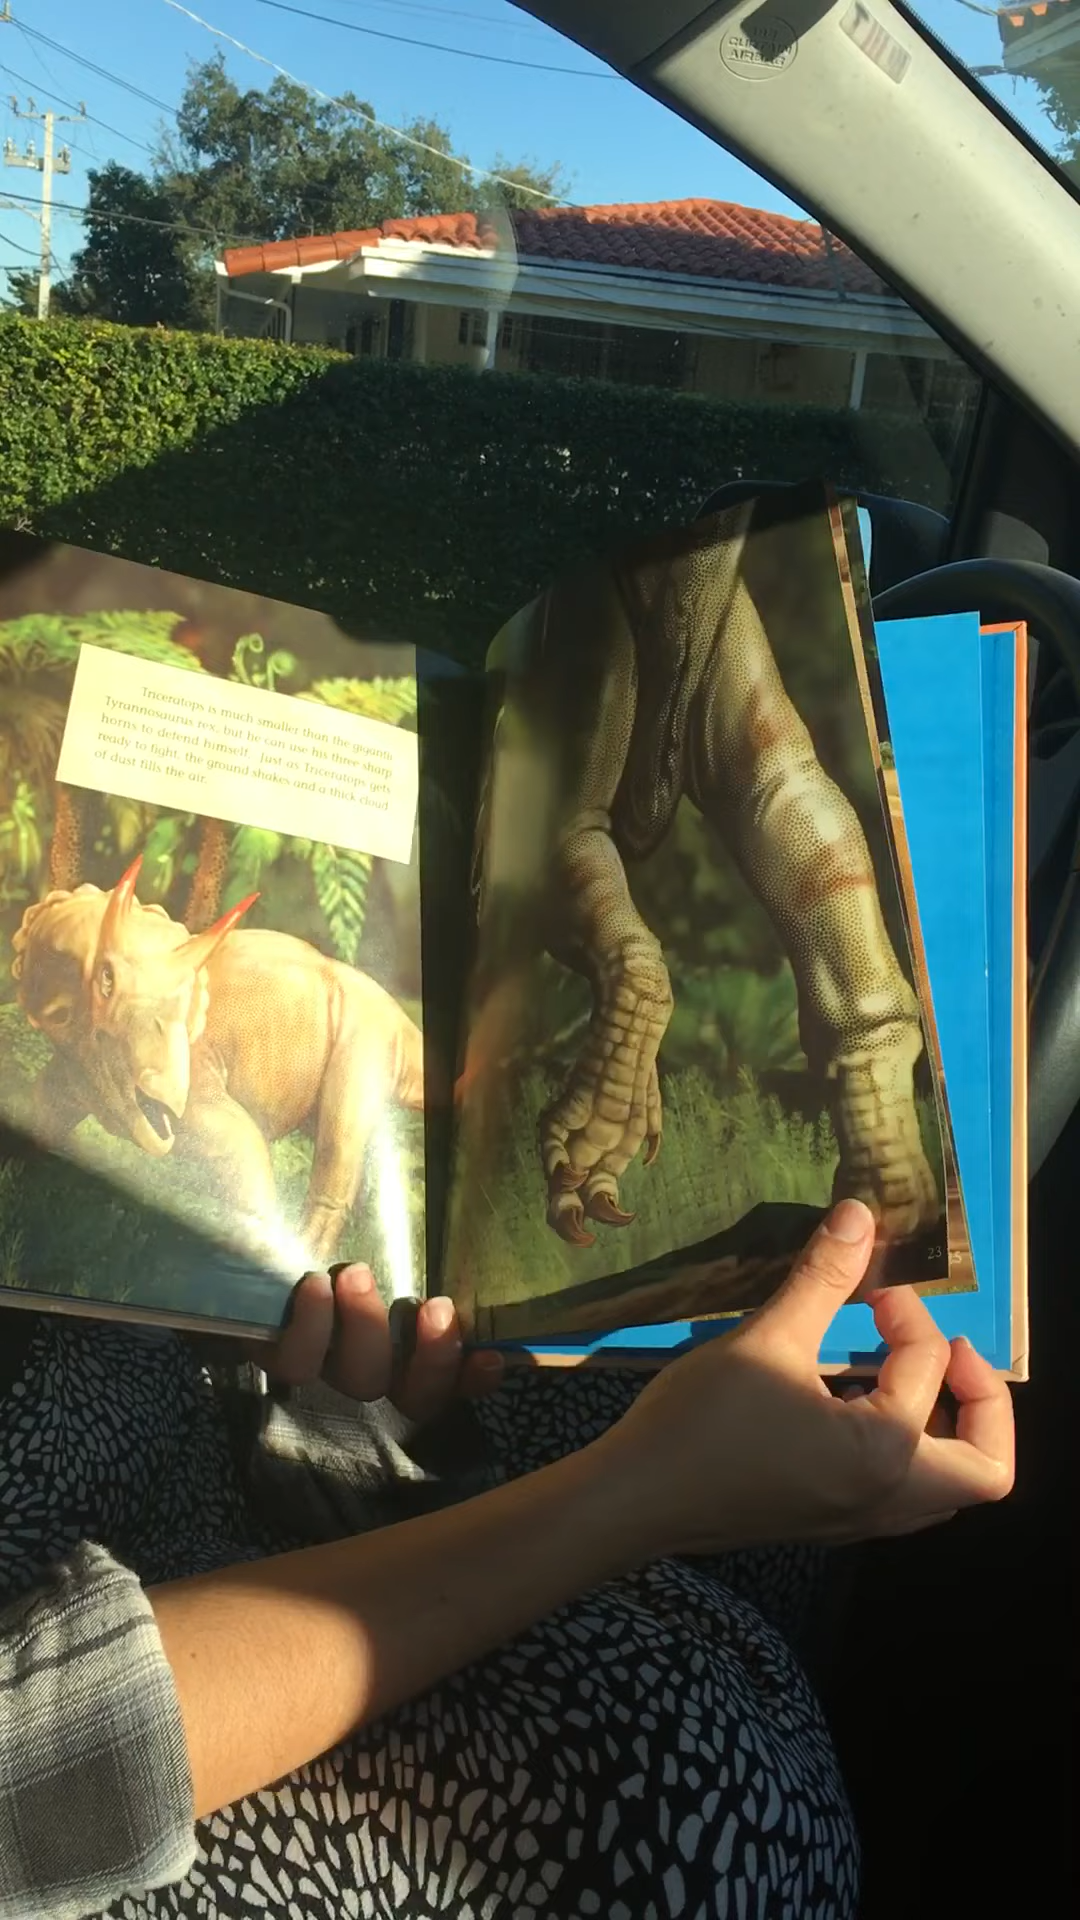 CURTAIN
AIRBAG
Triceratops is much smaller than the gigantic
Tyrannosaurus rex, but he can use his three sharp
horns to defend himself. Just as Triceratops gets
ready to fight, the ground shakes and a thick cloud
of dust fills the air.
23